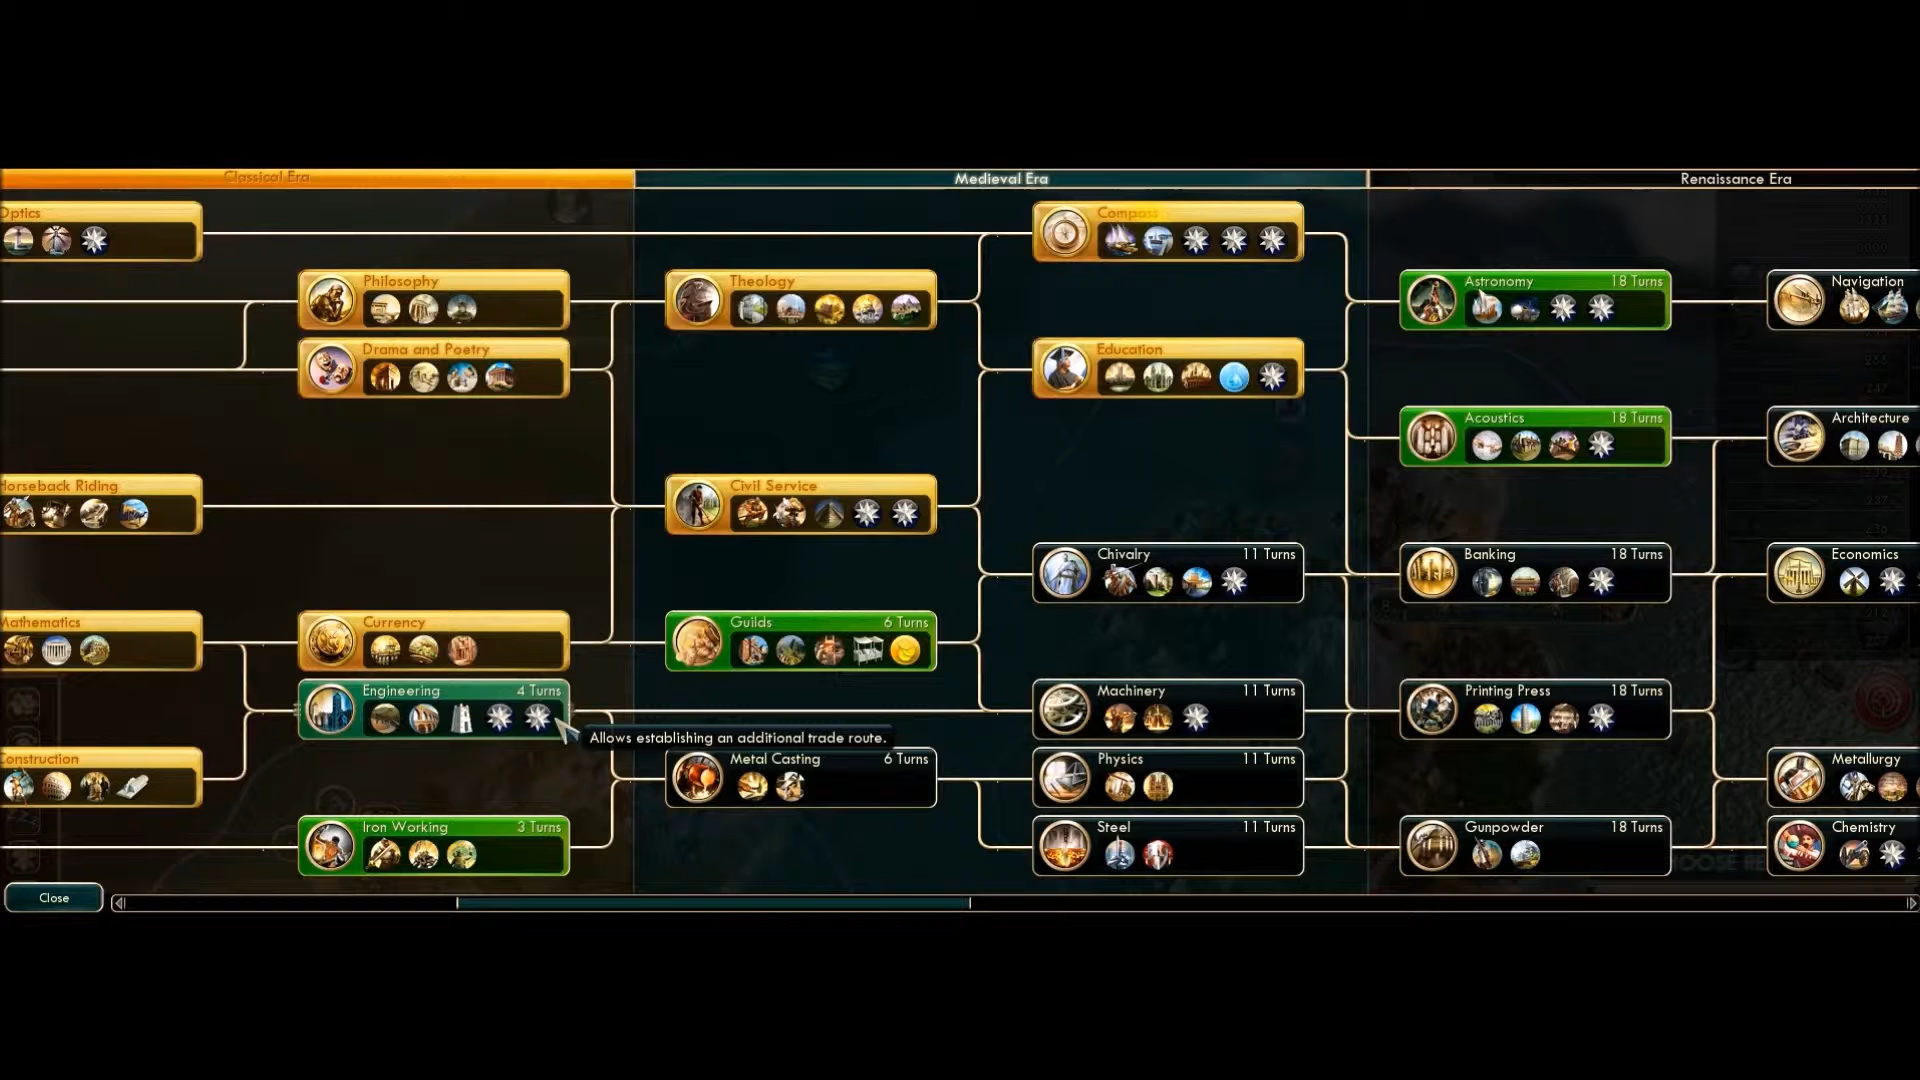 Classical Era
Medieval Era
Renaissance Era
Optics
Compass
Philosophy
Theology
Astronomy 18 Turns
Navigation
Drama and Poetry
Education
Acoustics 18 Turns
Architecture
Horseback Riding
Civil Service
Chivalry 11 Turns
Banking 18 Turns
Economics
Mathematics
Currency
Guilds 6 Turns
Engineering 4 Turns
Machinery 11 Turns
Printing Press 18 Turns
Allows establishing an additional trade route.
Construction
Metal Casting 6 Turns
Physics 11 Turns
Metallurgy
Iron Working 3 Turns
Steel 11 Turns
Gunpowder 18 Turns
Chemistry
Close